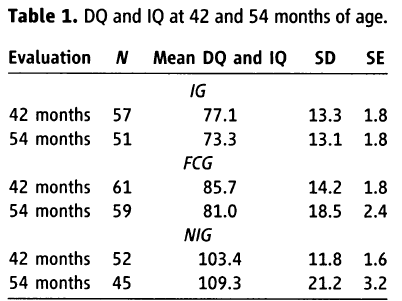 Table 1. DQ and IQ at 42 and 54 months of age.
Evaluation N Mean DQ and IQ SD SE
IG
42 months 57 77.1 13.3 1.8
54 months 51 73.3 13.1 1.8
FCG
42 months 61 85.7 14.2 1.8
54 months 59 81.0 18.5 2.4
NIG
42 months 52 103.4 11.8 1.6
54 months 45 109.3 21.2 3.2